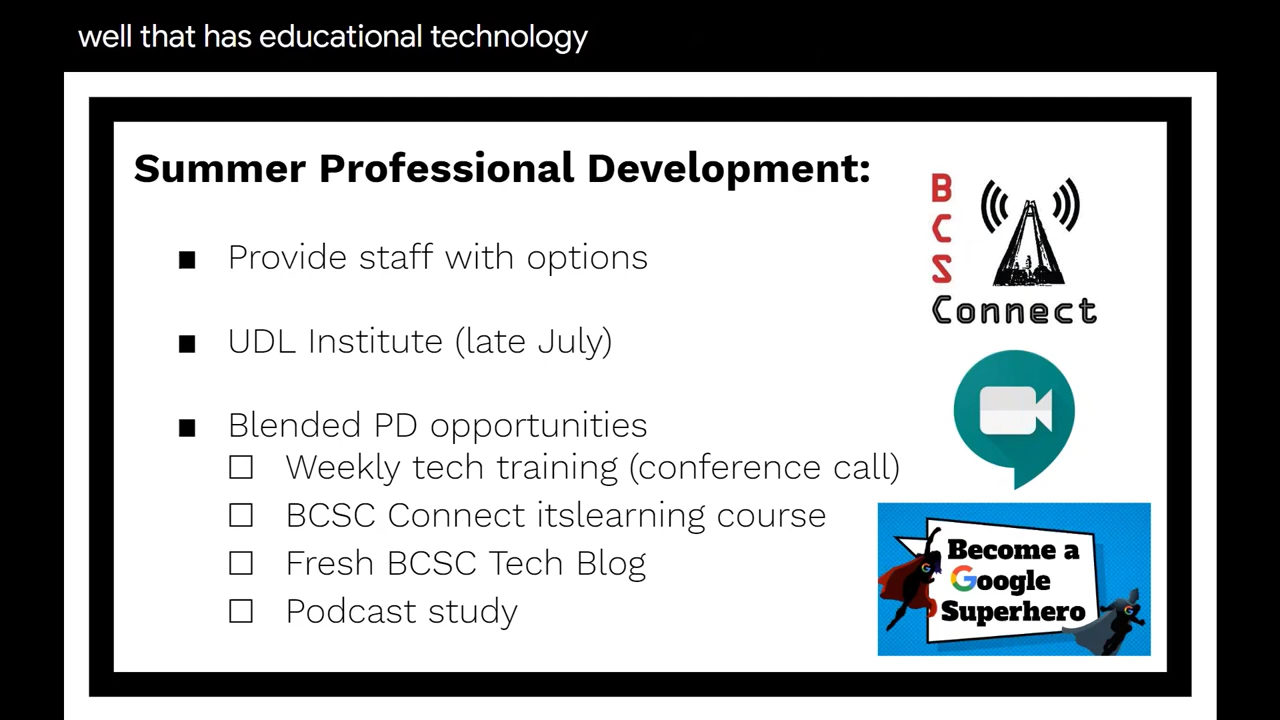 well that has educational technology
Summer Professional Development:
■ Provide staff with options
■ UDL Institute (late July)
■ Blended PD opportunities
☐ Weekly tech training (conference call)
☐ BCSC Connect itslearning course
☐ Fresh BCSC Tech Blog
☐ Podcast study
B
C
S
Connect
Become a
Google
Superhero